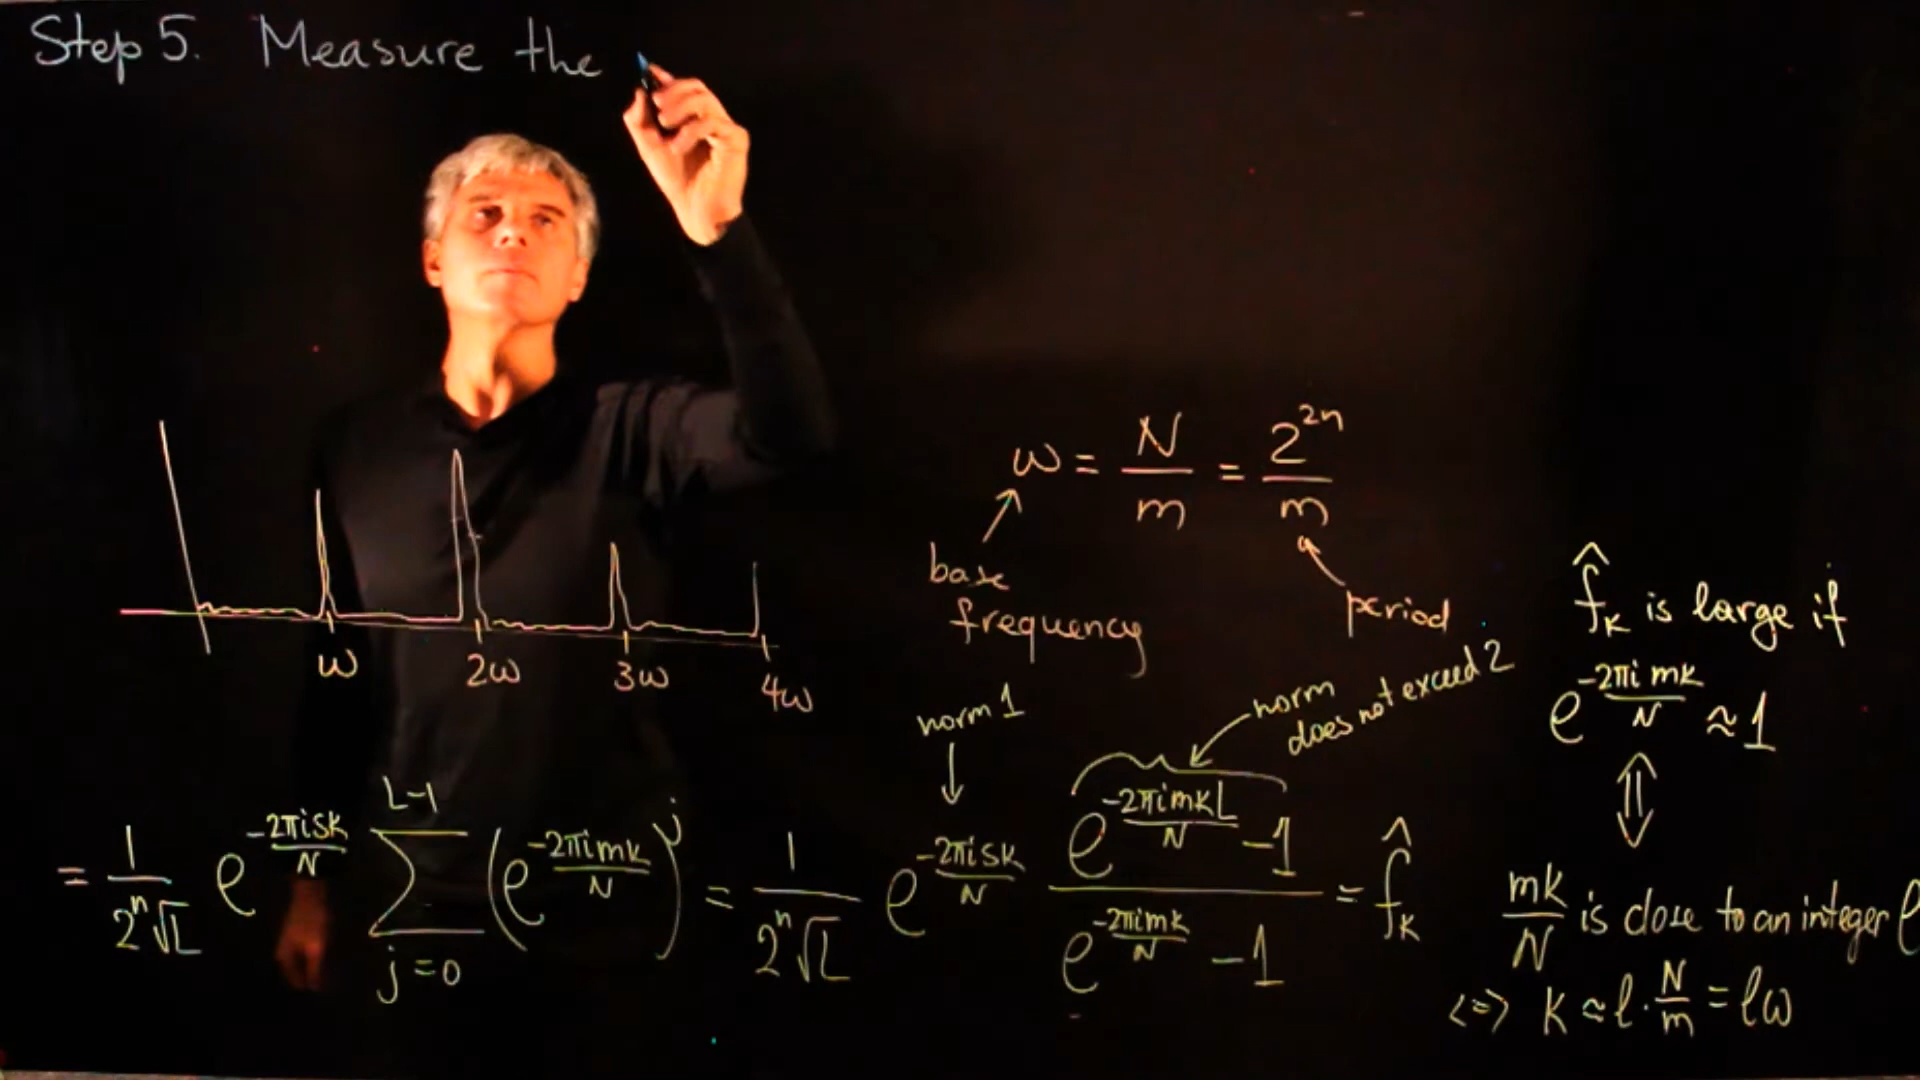 Step 5. Measure the
ω = N/m = 2^{2n}/m
base
frequency
period
ω 2ω 3ω 4ω
norm 1
norm
does not exceed 2
f̂_k is large if
e^{-2πi mk/N} ≈ 1
⇕
= 1/(2^n √L) e^{-2πisk/N} ∑_{j=0}^{L-1} (e^{-2πimk/N})^j = 1/(2^n √L) e^{-2πisk/N} (e^{-2πimkL/N} - 1)/(e^{-2πimk/N} - 1) = f̂_k
mk/N is close to an integer ℓ
<=> k ≈ ℓ · N/m = ℓω